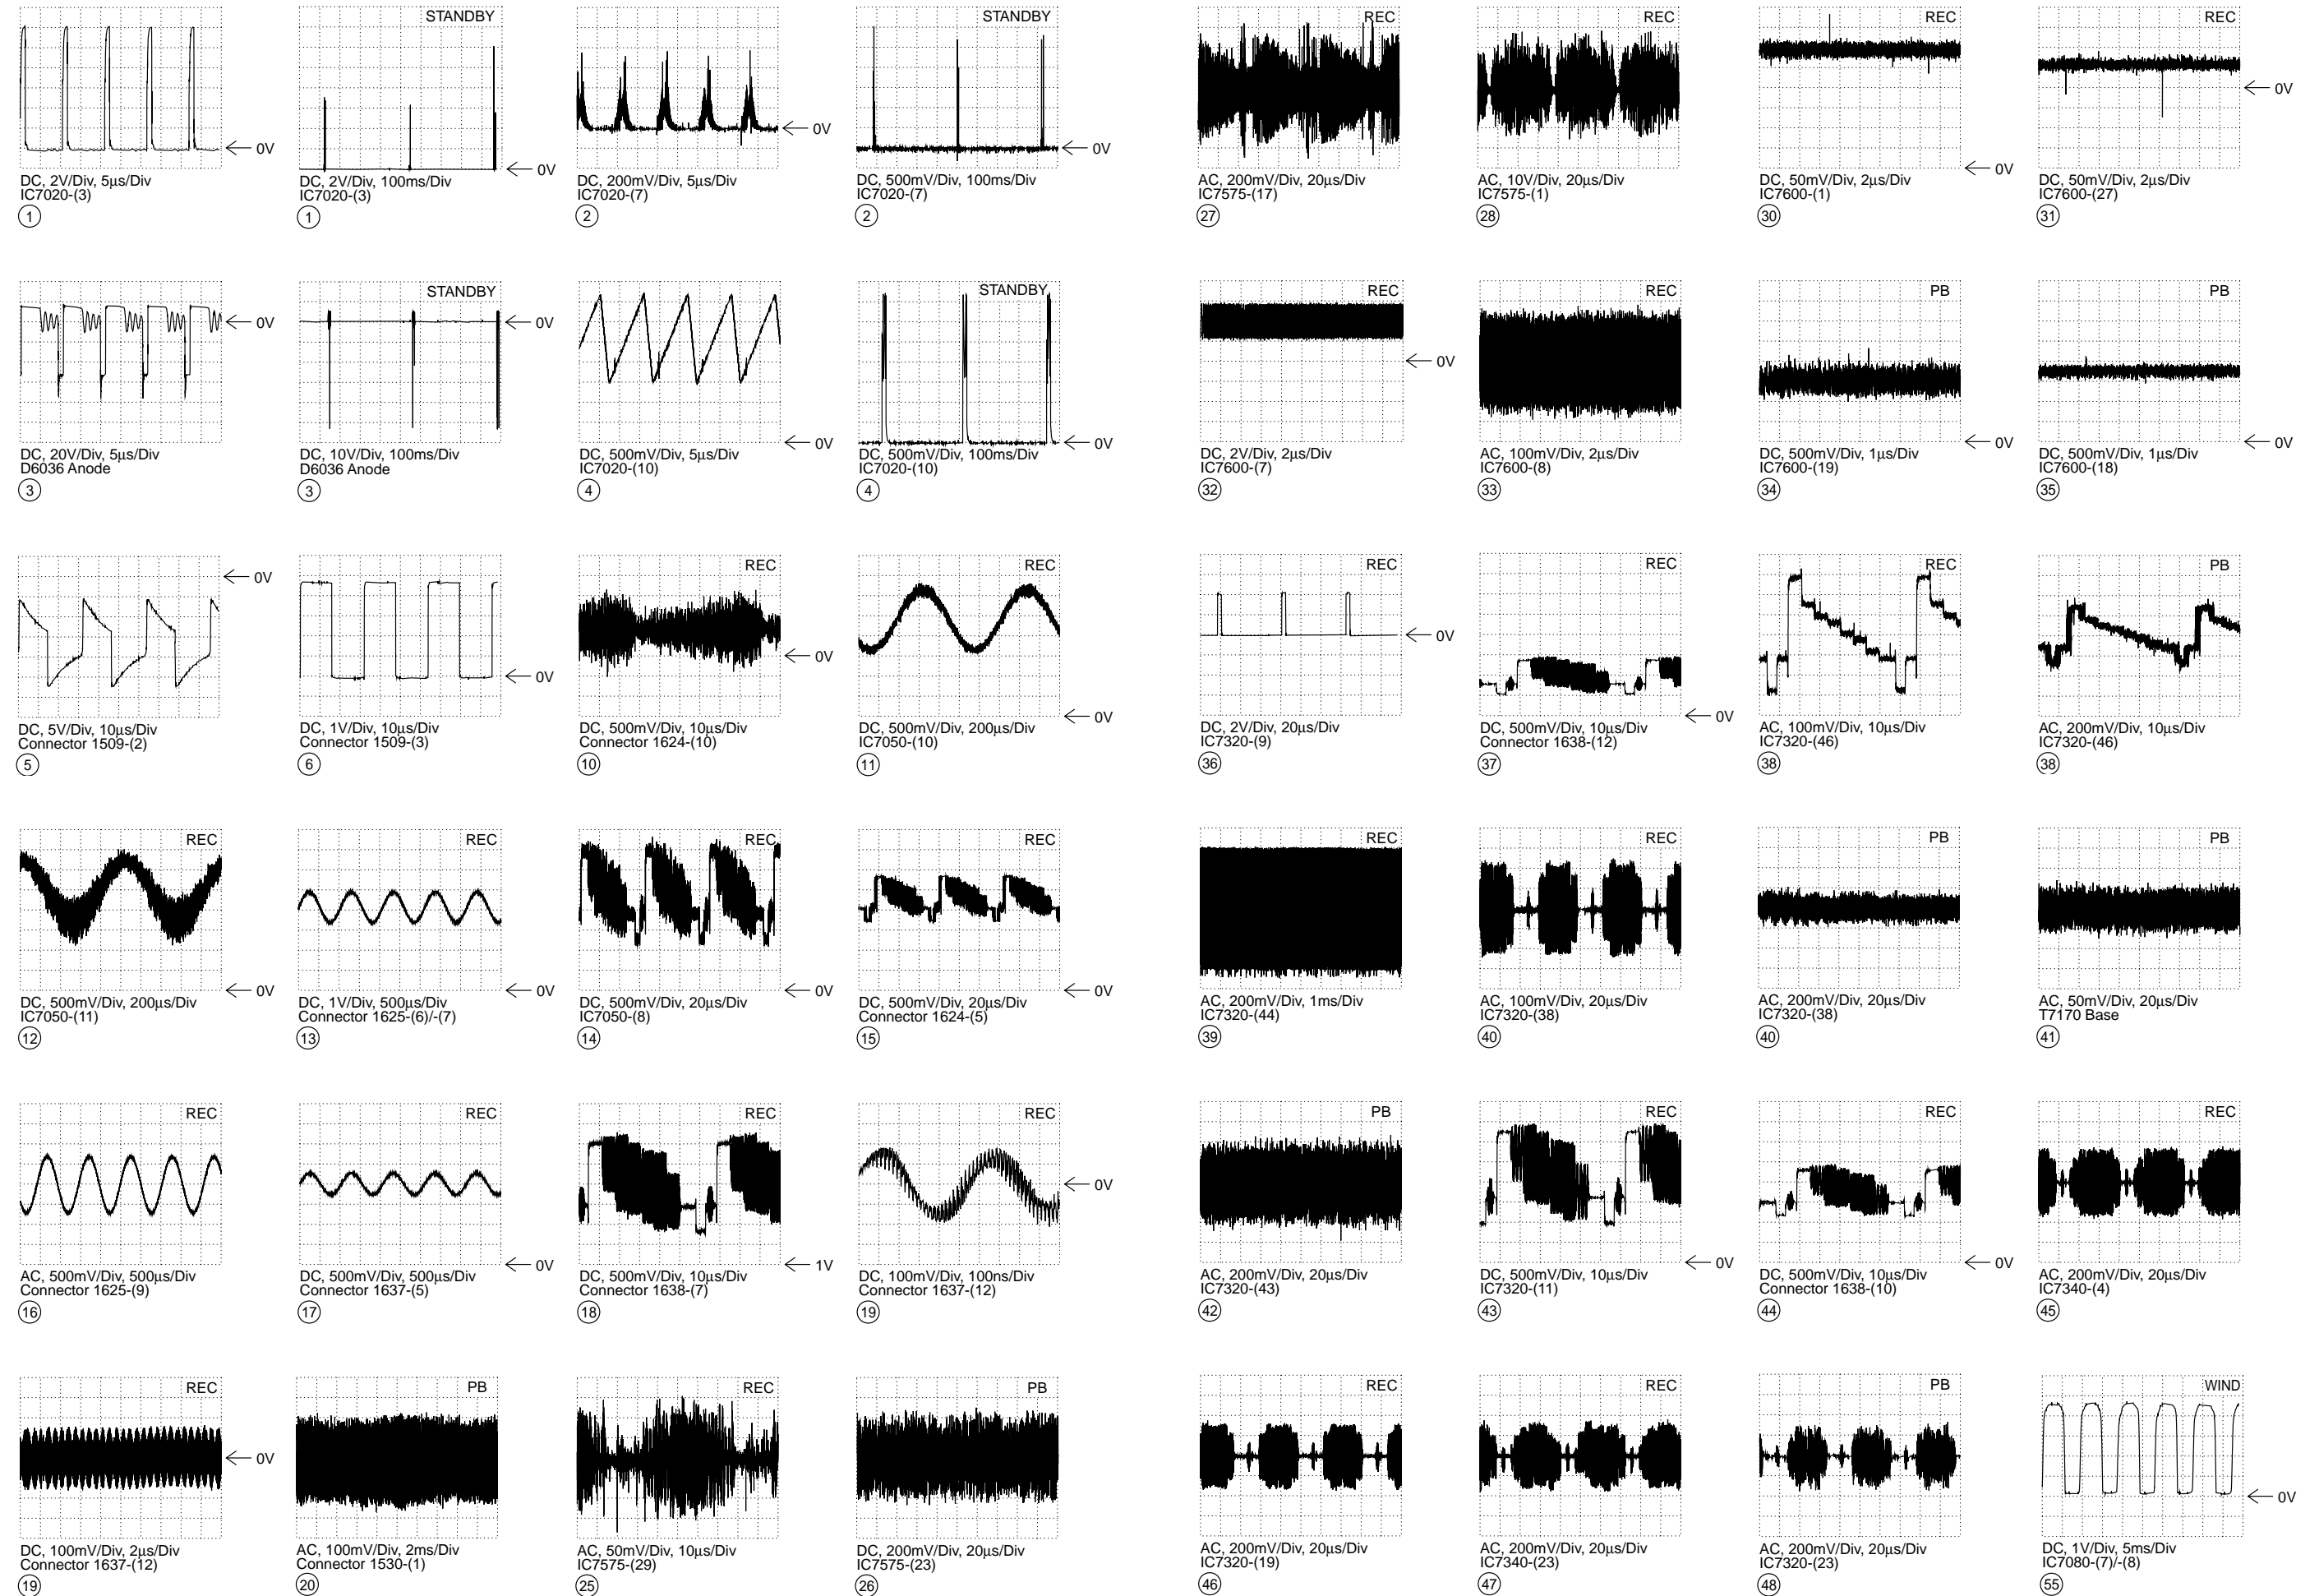 STANDBY
0V
0V
0V
0V
DC, 2V/Div, 5µs/Div
IC7020-(3)
1
DC, 2V/Div, 100ms/Div
IC7020-(3)
1
DC, 200mV/Div, 5µs/Div
IC7020-(7)
2
STANDBY
DC, 500mV/Div, 100ms/Div
IC7020-(7)
2
REC
AC, 200mV/Div, 20µs/Div
IC7575-(17)
27
REC
AC, 10V/Div, 20µs/Div
IC7575-(1)
28
REC
0V
DC, 50mV/Div, 2µs/Div
IC7600-(1)
30
REC
0V
DC, 50mV/Div, 2µs/Div
IC7600-(27)
31
0V
DC, 20V/Div, 5µs/Div
D6036 Anode
3
STANDBY
0V
DC, 10V/Div, 100ms/Div
D6036 Anode
3
0V
DC, 500mV/Div, 5µs/Div
IC7020-(10)
4
STANDBY
0V
DC, 500mV/Div, 100ms/Div
IC7020-(10)
4
REC
0V
DC, 2V/Div, 2µs/Div
IC7600-(7)
32
REC
AC, 100mV/Div, 2µs/Div
IC7600-(8)
33
PB
0V
DC, 500mV/Div, 1µs/Div
IC7600-(19)
34
PB
0V
DC, 500mV/Div, 1µs/Div
IC7600-(18)
35
0V
DC, 5V/Div, 10µs/Div
Connector 1509-(2)
5
0V
DC, 1V/Div, 10µs/Div
Connector 1509-(3)
6
REC
0V
DC, 500mV/Div, 10µs/Div
Connector 1624-(10)
10
REC
0V
DC, 500mV/Div, 200µs/Div
IC7050-(10)
11
REC
0V
DC, 2V/Div, 20µs/Div
IC7320-(9)
36
REC
0V
DC, 500mV/Div, 10µs/Div
Connector 1638-(12)
37
REC
AC, 100mV/Div, 10µs/Div
IC7320-(46)
38
PB
AC, 200mV/Div, 10µs/Div
IC7320-(46)
38
REC
0V
DC, 500mV/Div, 200µs/Div
IC7050-(11)
12
REC
0V
DC, 1V/Div, 500µs/Div
Connector 1625-(6)/-(7)
13
REC
0V
DC, 500mV/Div, 20µs/Div
IC7050-(8)
14
REC
0V
DC, 500mV/Div, 20µs/Div
Connector 1624-(5)
15
REC
AC, 200mV/Div, 1ms/Div
IC7320-(44)
39
REC
AC, 100mV/Div, 20µs/Div
IC7320-(38)
40
PB
AC, 200mV/Div, 20µs/Div
IC7320-(38)
40
PB
AC, 50mV/Div, 20µs/Div
T7170 Base
41
REC
AC, 500mV/Div, 500µs/Div
Connector 1625-(9)
16
REC
0V
DC, 500mV/Div, 500µs/Div
Connector 1637-(5)
17
REC
1V
DC, 500mV/Div, 10µs/Div
Connector 1638-(7)
18
REC
0V
DC, 100mV/Div, 100ns/Div
Connector 1637-(12)
19
PB
AC, 200mV/Div, 20µs/Div
IC7320-(43)
42
REC
0V
DC, 500mV/Div, 10µs/Div
IC7320-(11)
43
REC
0V
DC, 500mV/Div, 10µs/Div
Connector 1638-(10)
44
REC
AC, 200mV/Div, 20µs/Div
IC7340-(4)
45
REC
0V
DC, 100mV/Div, 2µs/Div
Connector 1637-(12)
19
PB
AC, 100mV/Div, 2ms/Div
Connector 1530-(1)
20
REC
AC, 50mV/Div, 10µs/Div
IC7575-(29)
25
PB
DC, 200mV/Div, 20µs/Div
IC7575-(23)
26
REC
AC, 200mV/Div, 20µs/Div
IC7320-(19)
46
REC
AC, 200mV/Div, 20µs/Div
IC7340-(23)
47
PB
AC, 200mV/Div, 20µs/Div
IC7320-(23)
48
WIND
0V
DC, 1V/Div, 5ms/Div
IC7080-(7)/-(8)
55